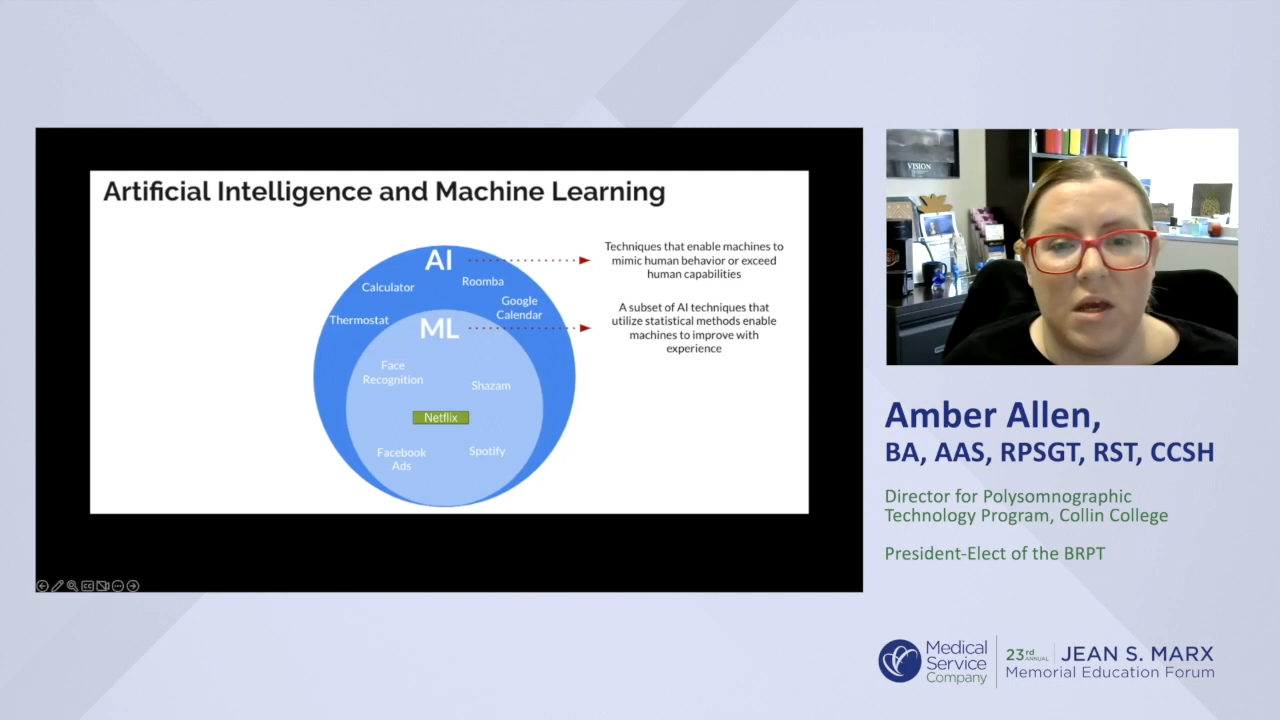 Artificial Intelligence and Machine Learning
AI
Techniques that enable machines to
mimic human behavior or exceed
human capabilities
Roomba
Calculator
Google
Calendar
Thermostat
ML
A subset of AI techniques that
utilize statistical methods enable
machines to improve with
experience
Face
Recognition
Shazam
Netflix
Facebook
Ads
Spotify
VISION
Amber Allen,
BA, AAS, RPSGT, RST, CCSH
Director for Polysomnographic
Technology Program, Collin College
President-Elect of the BRPT
Medical
Service
Company
23rd ANNUAL JEAN S. MARX
Memorial Education Forum